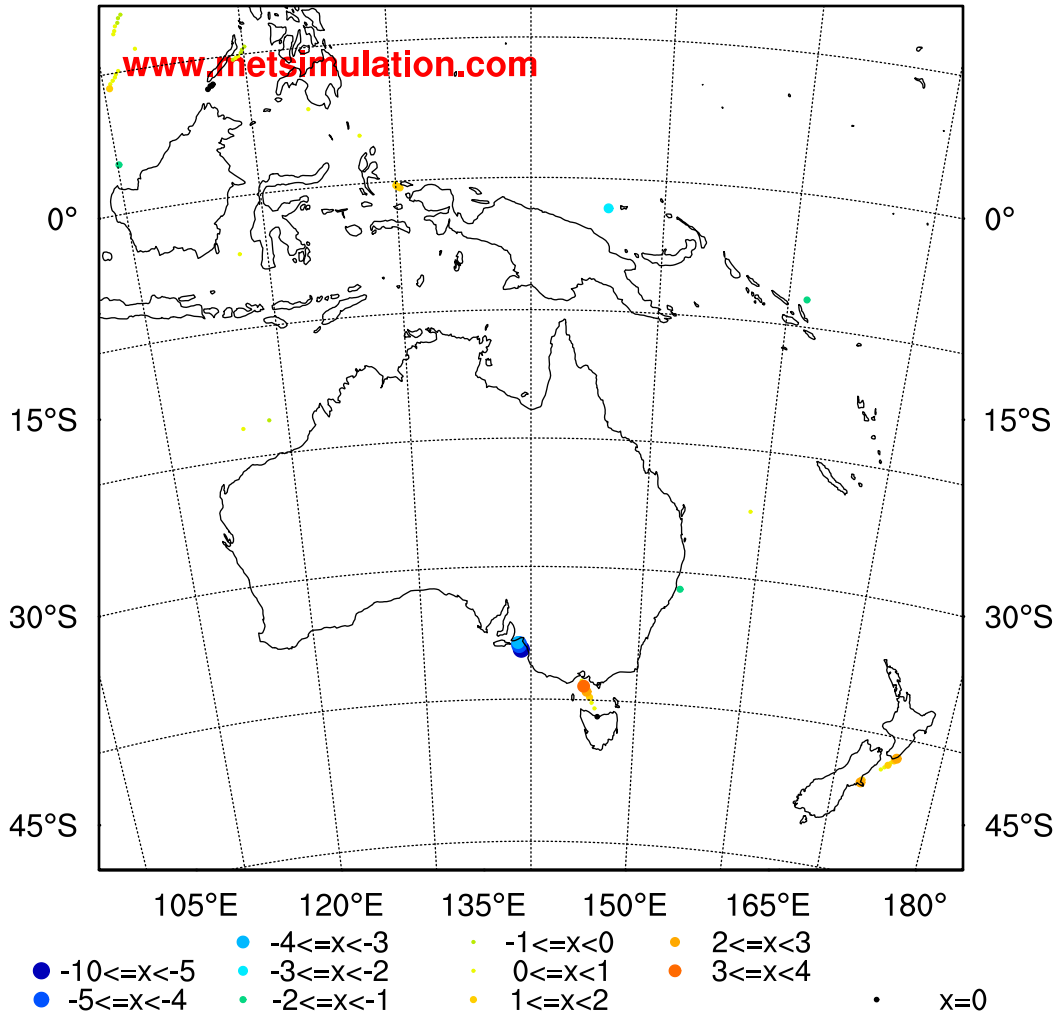 www.metsimulation.com
0° 0°
15°S 15°S
30°S 30°S
45°S 45°S
105°E 120°E 135°E 150°E 165°E 180°
-4<=x<-3 -1<=x<0 2<=x<3
-10<=x<-5 -3<=x<-2 0<=x<1 3<=x<4
-5<=x<-4 -2<=x<-1 1<=x<2 x=0